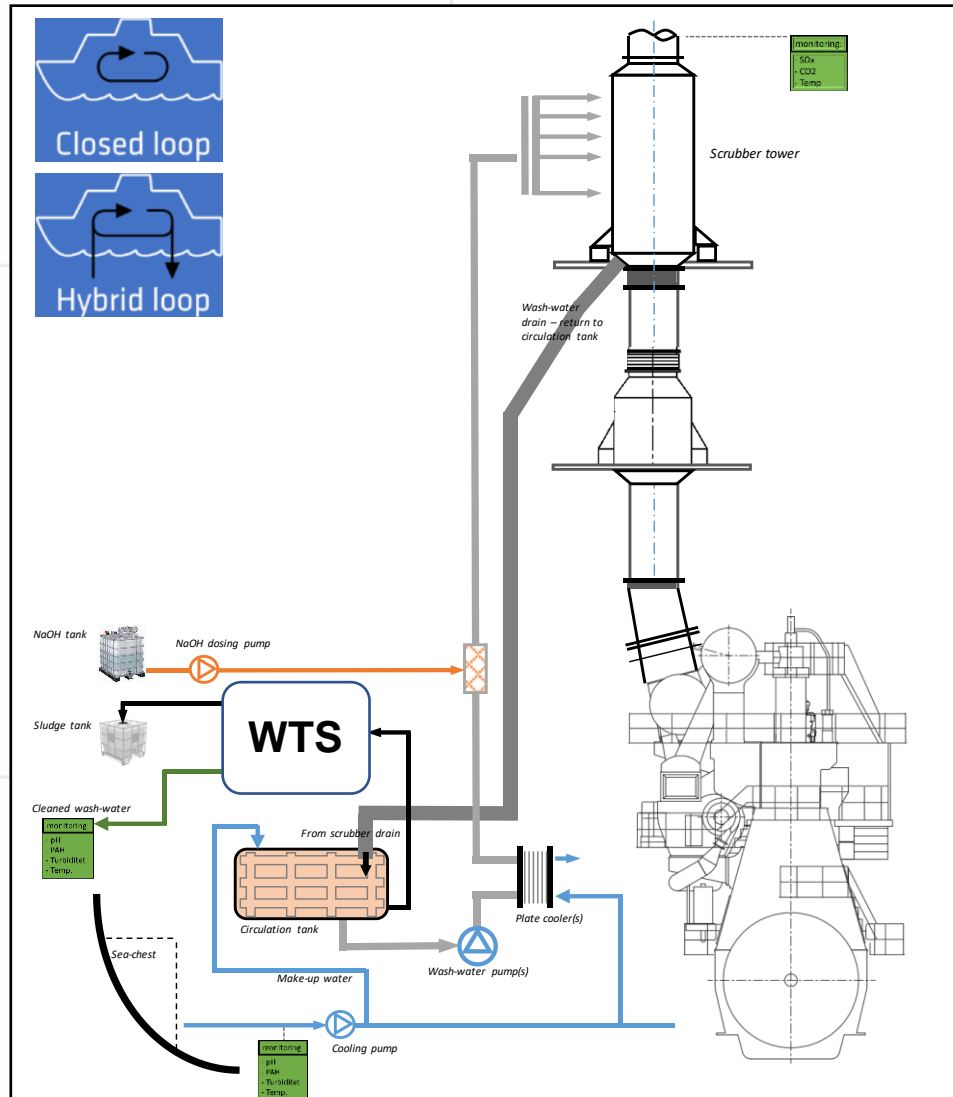 Closed loop
Hybrid loop
monitoring:
- SOx
- CO2
- Temp
Scrubber tower
Wash-water
drain – return to
circulation tank
NaOH tank
NaOH dosing pump
Sludge tank
WTS
Cleaned wash-water
monitoring
- pH
- PAH
- Turbiditet
- Temp.
From scrubber drain
Circulation tank
Plate cooler(s)
Wash-water pump(s)
Sea-chest
Make-up water
Cooling pump
monitoring
- pH
- PAH
- Turbiditet
- Temp.